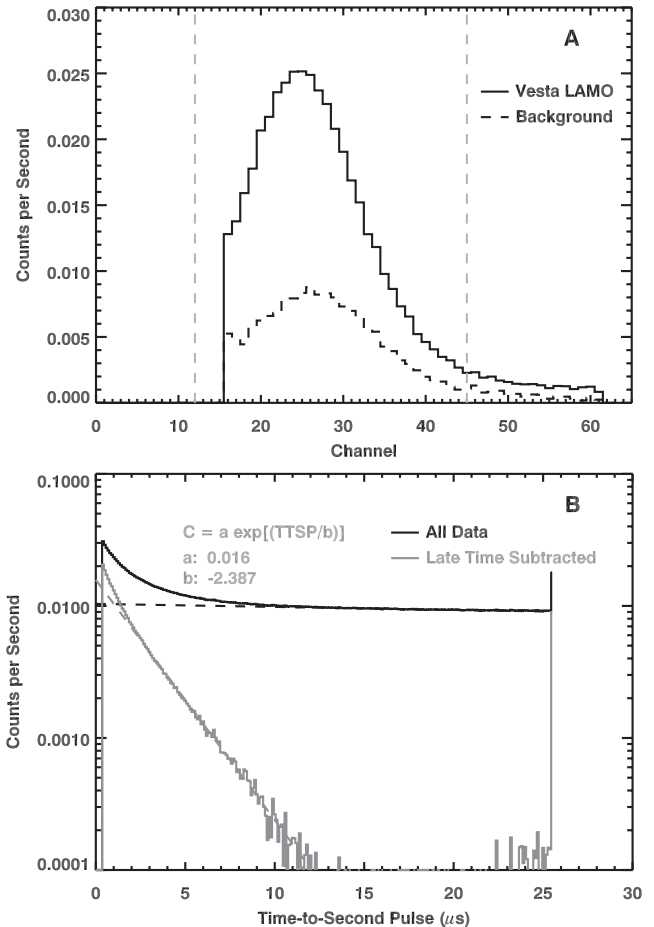 0.030
0.025
0.020
0.015
0.010
0.005
0.000
Counts per Second
A
Vesta LAMO
Background
0 10 20 30 40 50 60
Channel
0.1000
0.0100
0.0010
0.0001
Counts per Second
B
C = a exp[(TTSP/b)]
a: 0.016
b: -2.387
All Data
Late Time Subtracted
0 5 10 15 20 25 30
Time-to-Second Pulse (μs)